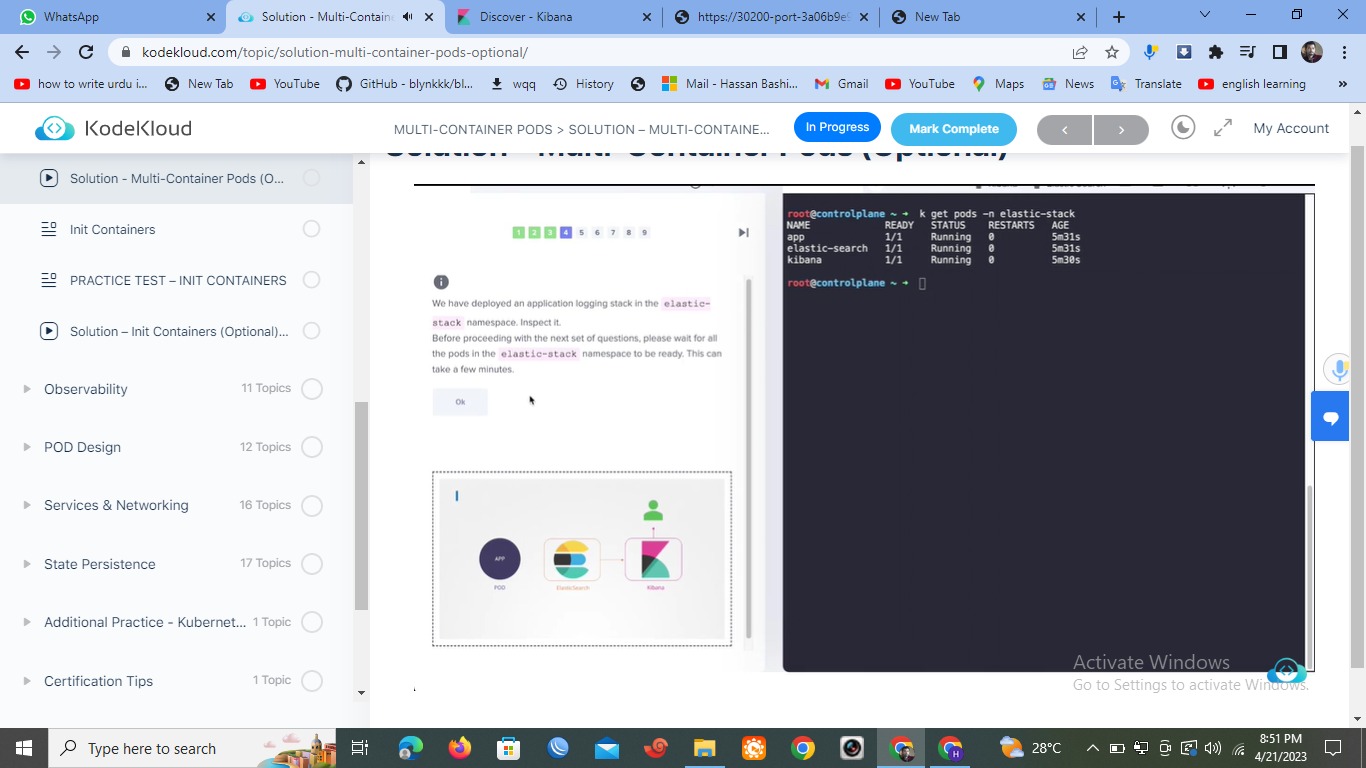 WhatsApp
Solution - Multi-Contain
Discover - Kibana
https://30200-port-3a06b9e9
New Tab
kodekloud.com/topic/solution-multi-container-pods-optional/
how to write urdu i...
New Tab
YouTube
GitHub - blynkkk/bl...
wqq
History
Mail - Hassan Bashi...
Gmail
YouTube
Maps
News
Translate
english learning
»
KodeKloud
MULTI-CONTAINER PODS > SOLUTION – MULTI-CONTAINE...
In Progress
Mark Complete
My Account
Solution - Multi-Container Pods (Optional)
Solution - Multi-Container Pods (O...
Init Containers
PRACTICE TEST – INIT CONTAINERS
Solution – Init Containers (Optional)...
Observability 11 Topics
POD Design 12 Topics
Services & Networking 16 Topics
State Persistence 17 Topics
Additional Practice - Kubernet... 1 Topic
Certification Tips 1 Topic
1 2 3 4 5 6 7 8 9
We have deployed an application logging stack in the elastic-
stack namespace. Inspect it.
Before proceeding with the next set of questions, please wait for all
the pods in the elastic-stack namespace to be ready. This can
take a few minutes.
Ok
APP
POD
ElasticSearch
Kibana
root@controlplane ~ ➜ k get pods -n elastic-stack
NAME READY STATUS RESTARTS AGE
app 1/1 Running 0 5m31s
elastic-search 1/1 Running 0 5m31s
kibana 1/1 Running 0 5m30s
root@controlplane ~ ➜
Activate Windows
Go to Settings to activate Windows.
Type here to search
28°C
8:51 PM
4/21/2023